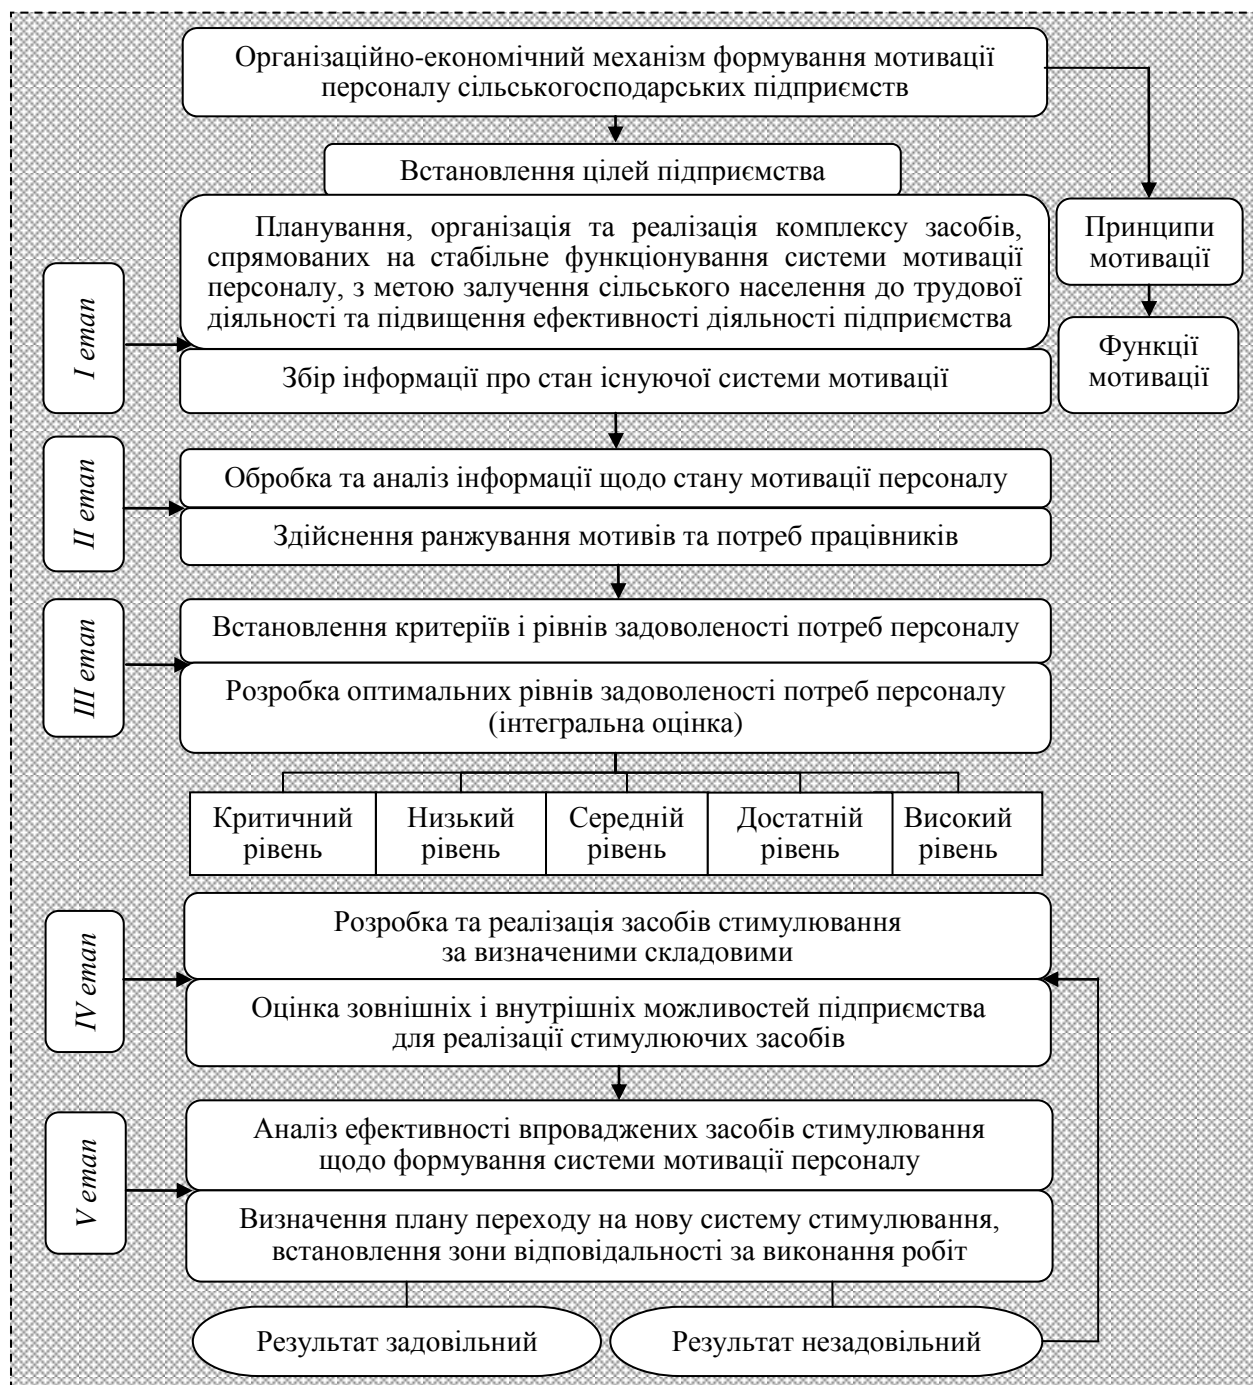 Організаційно-економічний механізм формування мотивації
персоналу сільськогосподарських підприємств
Встановлення цілей підприємства
Планування, організація та реалізація комплексу засобів,
спрямованих на стабільне функціонування системи мотивації
персоналу, з метою залучення сільського населення до трудової
діяльності та підвищення ефективності діяльності підприємства
Принципи
мотивації
Функції
мотивації
І етап
Збір інформації про стан існуючої системи мотивації
ІІ етап
Обробка та аналіз інформації щодо стану мотивації персоналу
Здійснення ранжування мотивів та потреб працівників
ІІІ етап
Встановлення критеріїв і рівнів задоволеності потреб персоналу
Розробка оптимальних рівнів задоволеності потреб персоналу
(інтегральна оцінка)
Критичний
рівень
Низький
рівень
Середній
рівень
Достатній
рівень
Високий
рівень
IV етап
Розробка та реалізація засобів стимулювання
за визначеними складовими
Оцінка зовнішніх і внутрішніх можливостей підприємства
для реалізації стимулюючих засобів
V етап
Аналіз ефективності впроваджених засобів стимулювання
щодо формування системи мотивації персоналу
Визначення плану переходу на нову систему стимулювання,
встановлення зони відповідальності за виконання робіт
Результат задовільний
Результат незадовільний